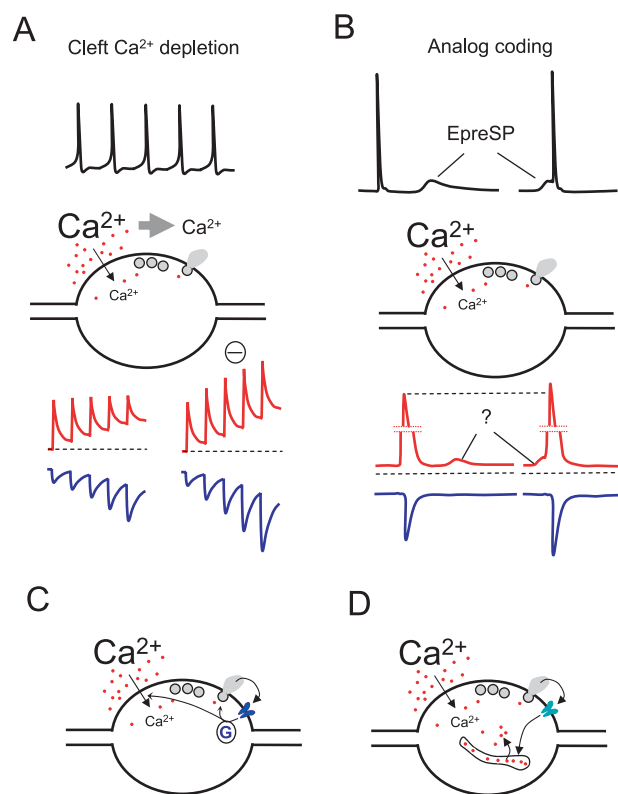 A
Cleft Ca²⁺ depletion
Ca²⁺
Ca²⁺
Ca²⁺
−
B
Analog coding
EpreSP
Ca²⁺
Ca²⁺
?
C
Ca²⁺
Ca²⁺
G
D
Ca²⁺
Ca²⁺